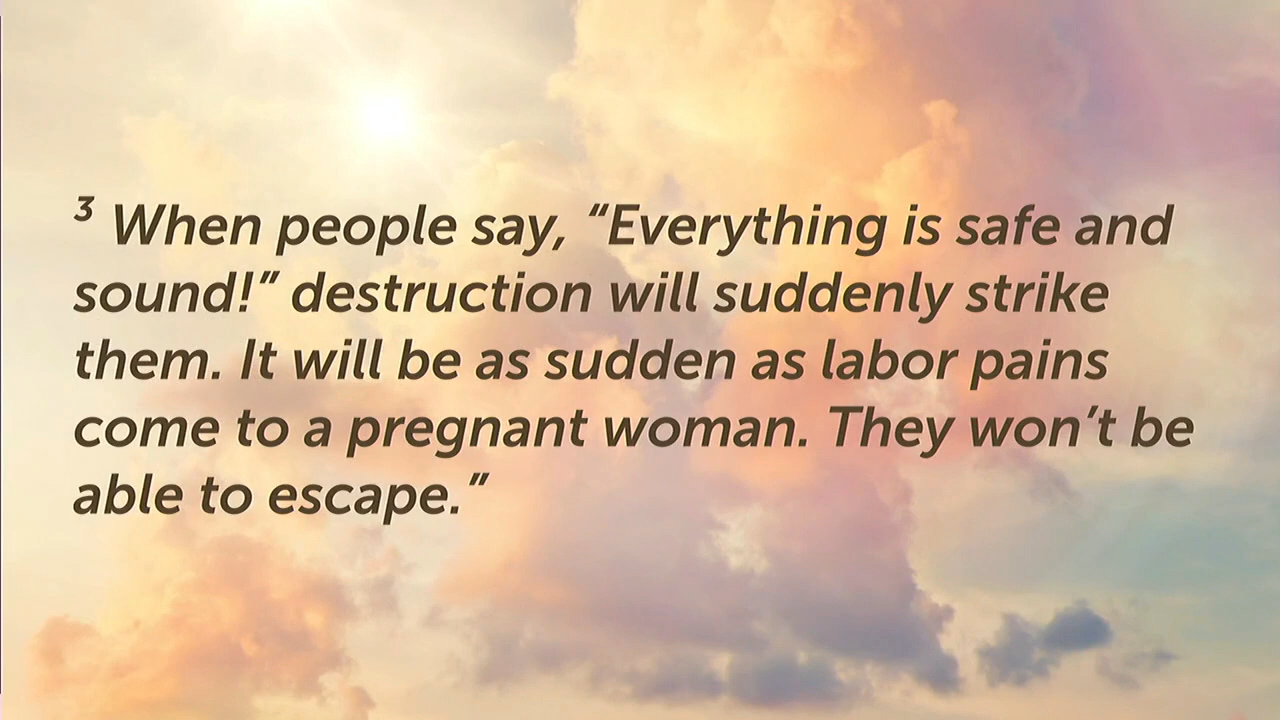 ³ When people say, “Everything is safe and
sound!” destruction will suddenly strike
them. It will be as sudden as labor pains
come to a pregnant woman. They won’t be
able to escape.”